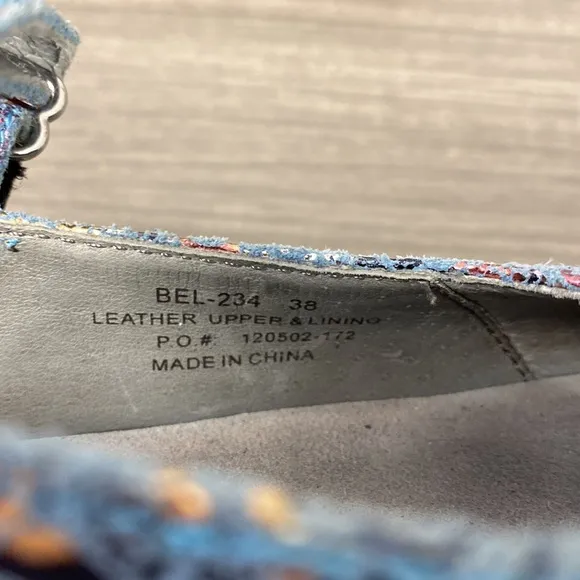 BEL-234 38
LEATHER UPPER & LINING
P.O.#: 120502-172
MADE IN CHINA